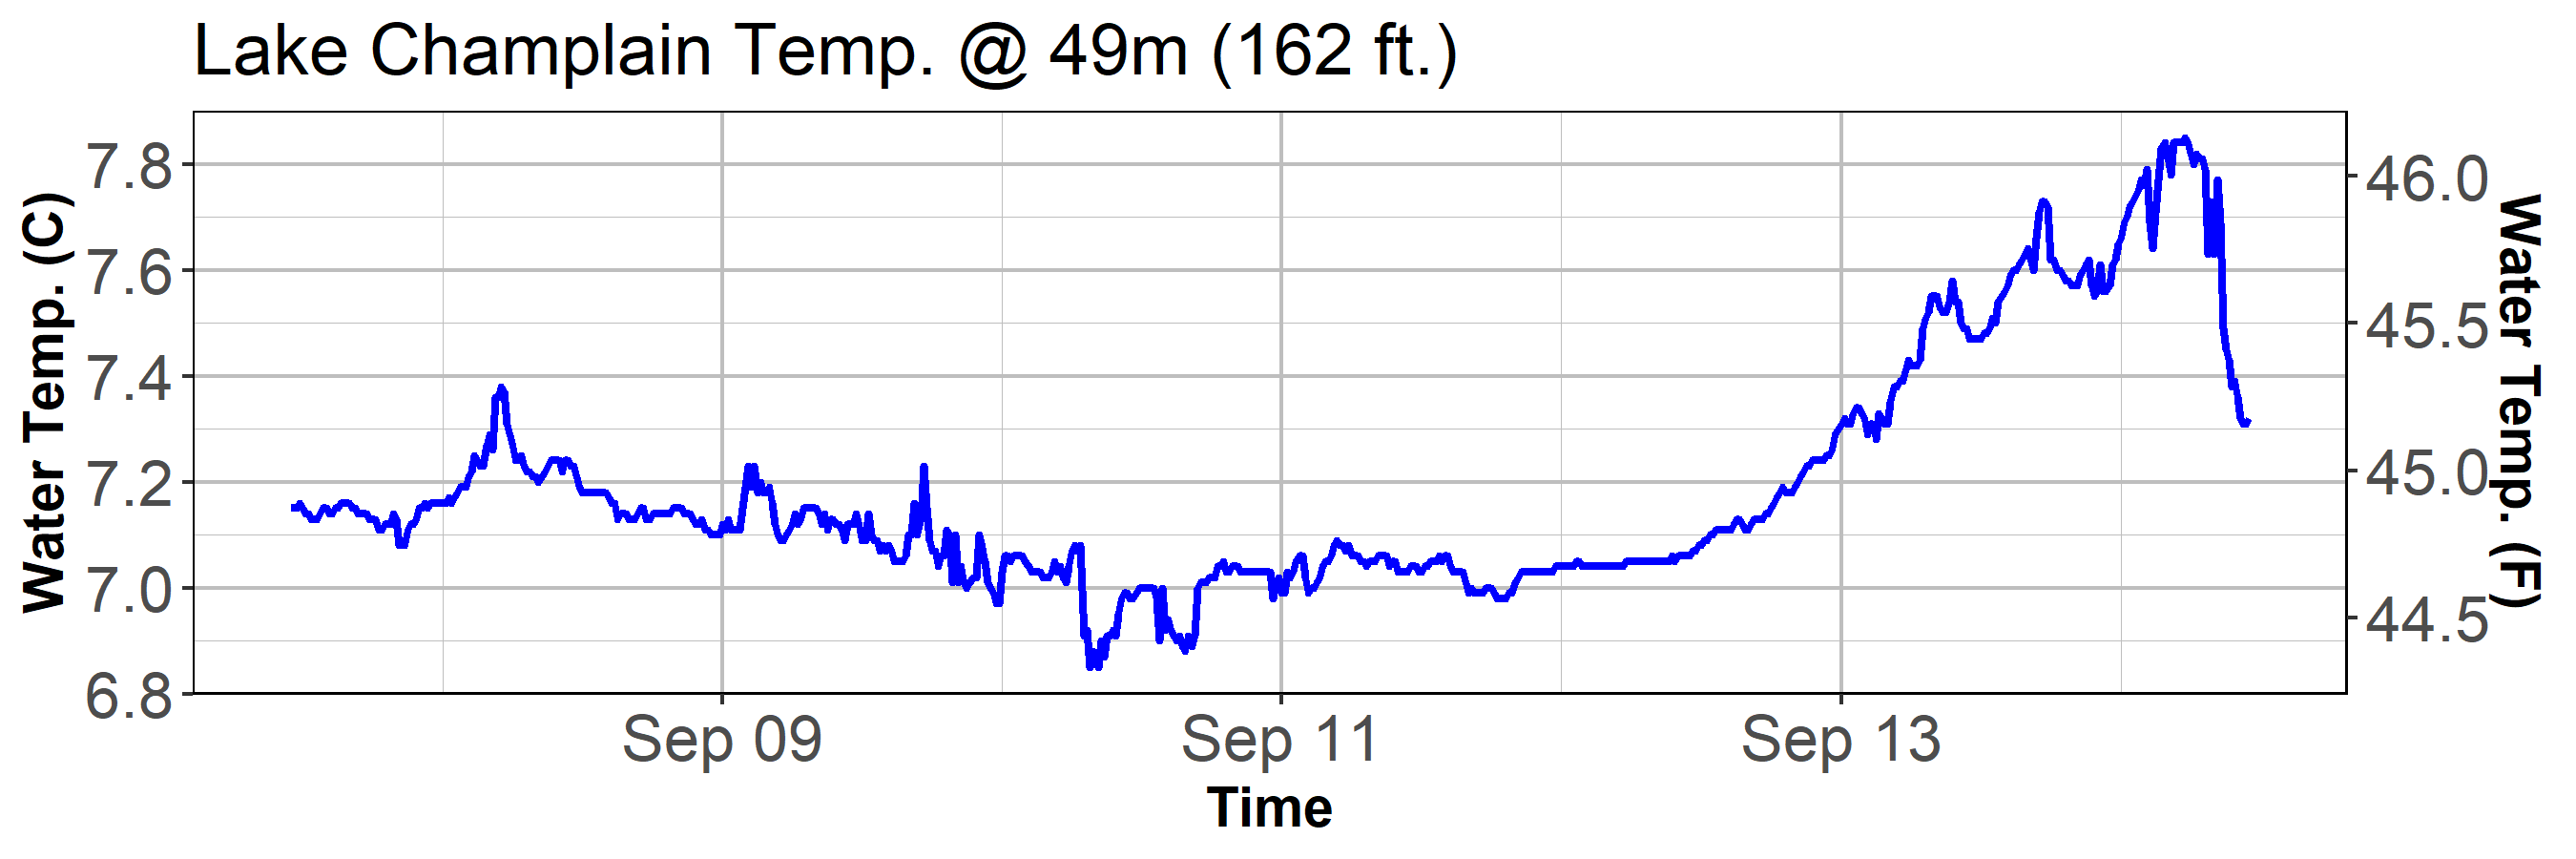 Lake Champlain Temp. @ 49m (162 ft.)
Water Temp. (C)
7.8
7.6
7.4
7.2
7.0
6.8
46.0
45.5
45.0
44.5
Water Temp. (F)
Sep 09
Sep 11
Sep 13
Time